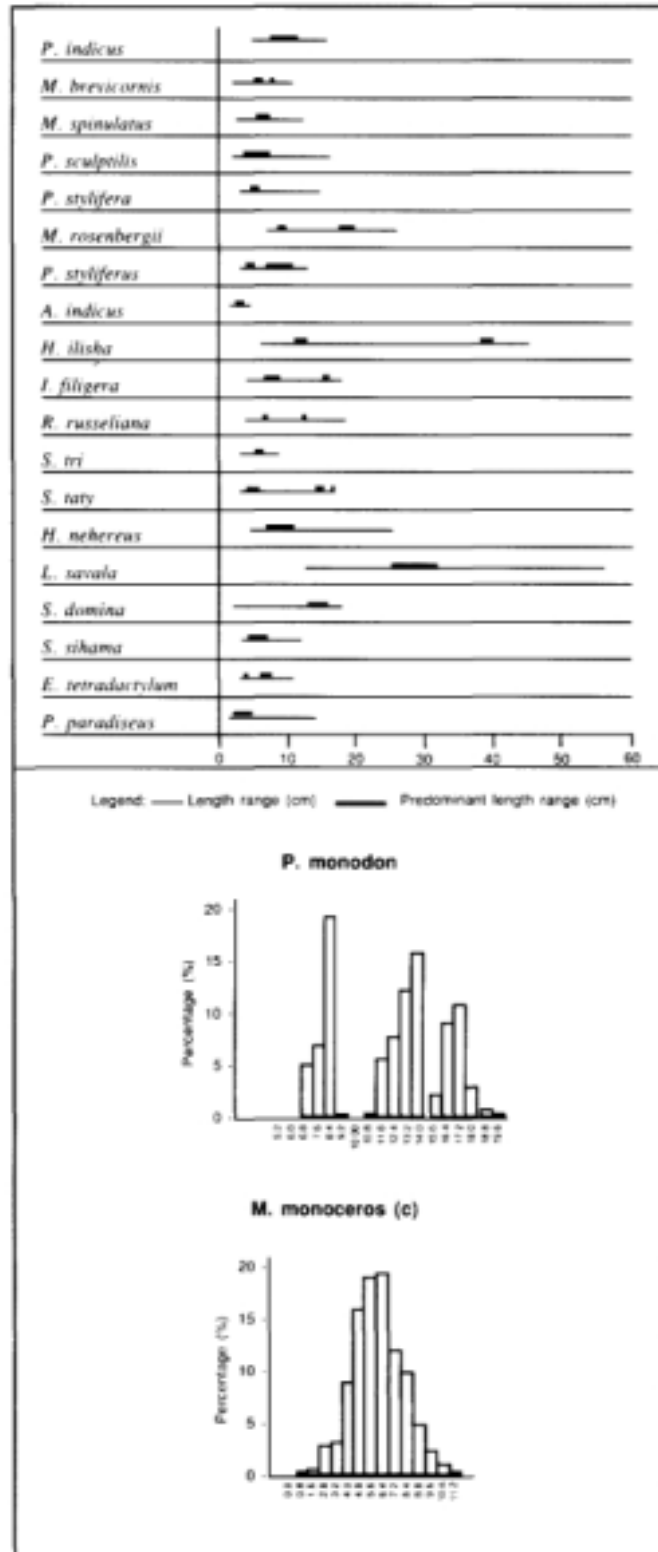 P. indicus
M. brevicornis
M. spinulatus
P. sculptilis
P. stylifera
M. rosenbergii
P. styliferus
A. indicus
H. ilisha
I. filigera
R. russeliana
S. tri
S. taty
H. nehereus
L. savala
S. domina
S. sihama
E. tetradactylum
P. paradiseus
0 10 20 30 40 50 60
Legend: Length range (cm) Predominant length range (cm)
P. monodon
Percentage (%)
20
15
10
5
0
M. monoceros (c)
Percentage (%)
20
15
10
5
0